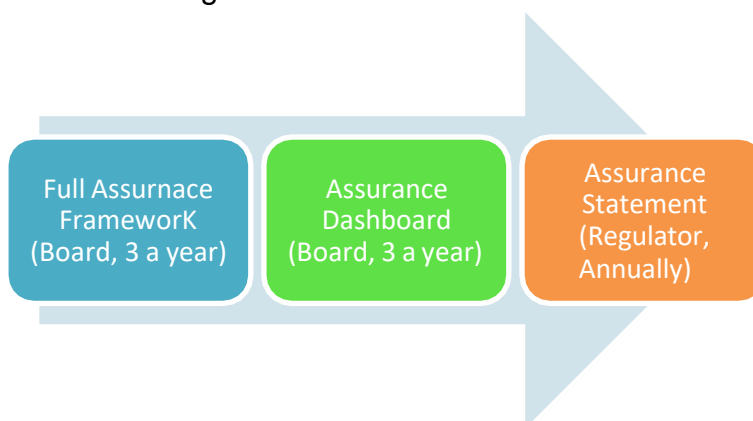 Full Assurnace
FrameworK
(Board, 3 a year)
Assurance
Dashboard
(Board, 3 a year)
Assurance
Statement
(Regulator,
Annually)